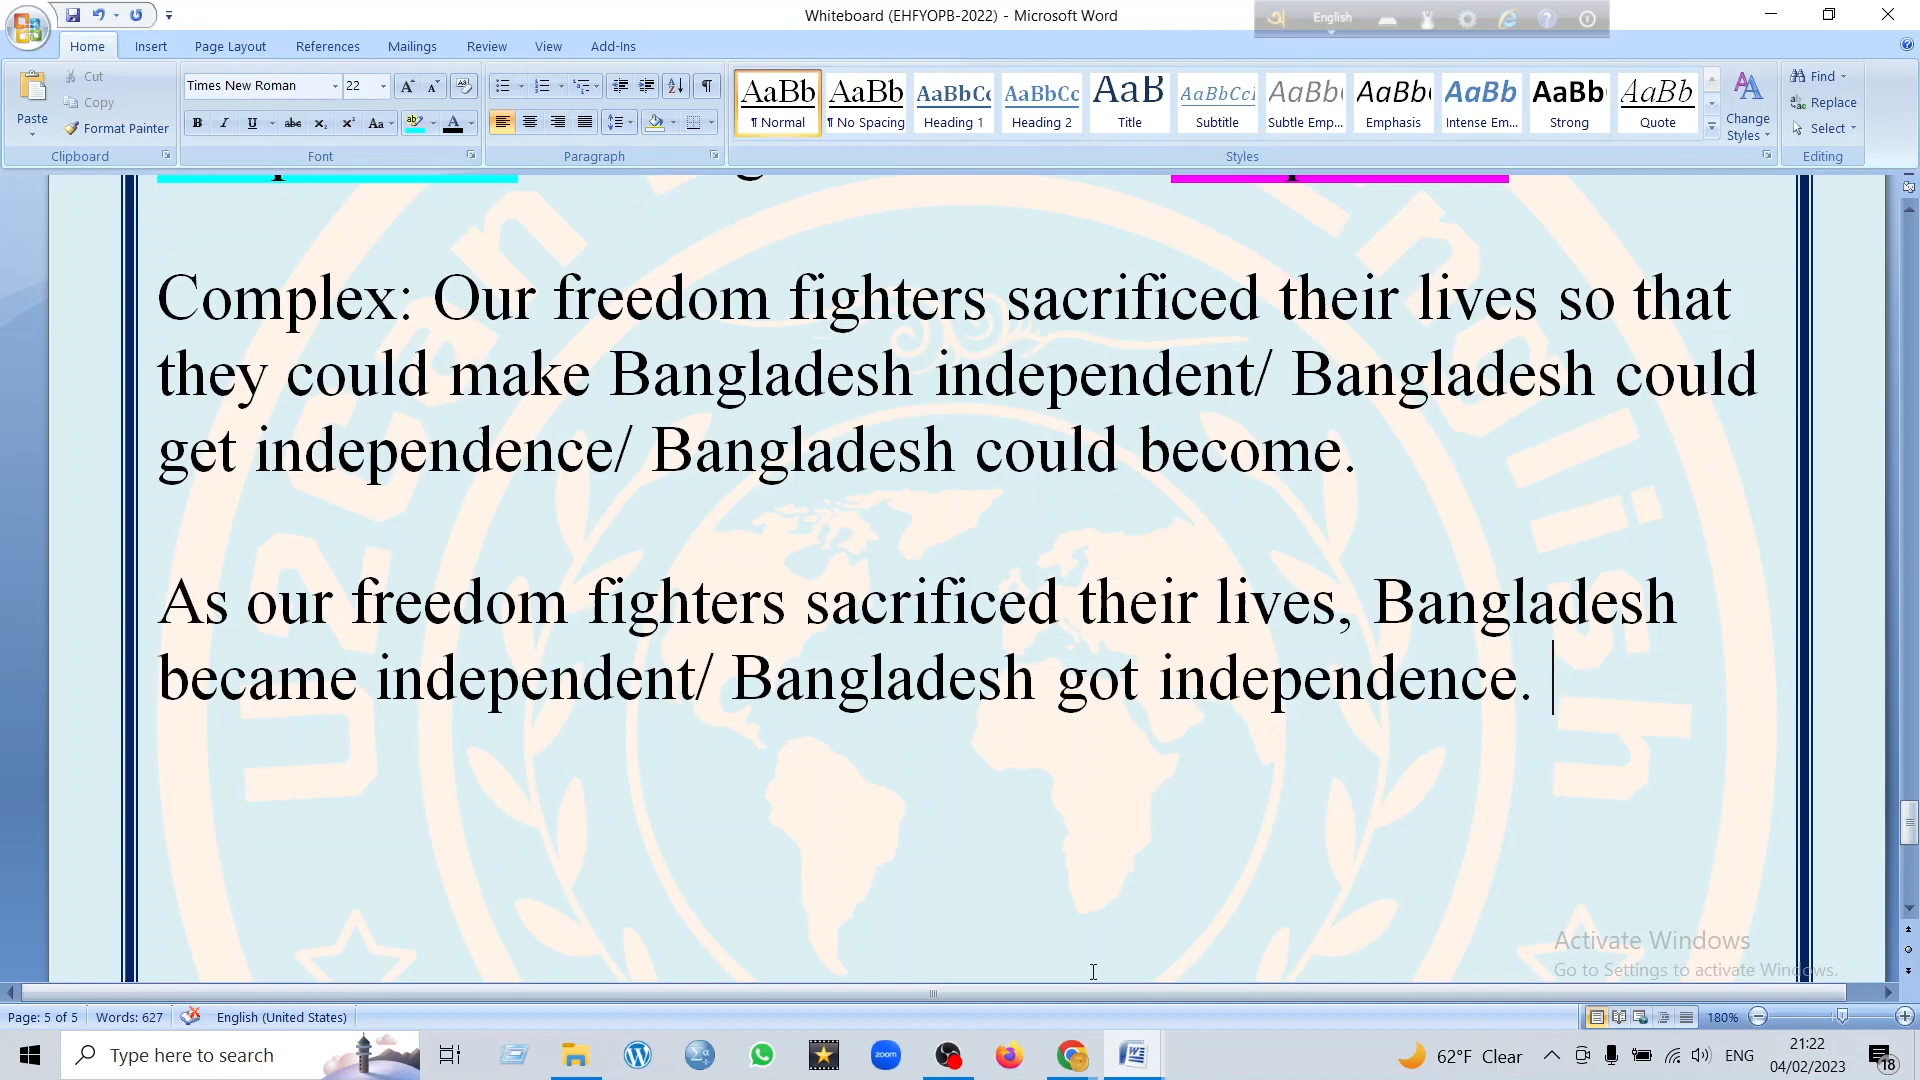 Whiteboard (EHFYOPB-2022) - Microsoft Word
English
Home Insert Page Layout References Mailings Review View Add-Ins
Paste
Cut
Copy
Format Painter
Clipboard
Times New Roman 22
Font
Paragraph
AaBb AaBb AaBbCc AaBbCc AaB AaBbCcI AaBb AaBb AaBb AaBb AaBb
¶ Normal ¶ No Spacing Heading 1 Heading 2 Title Subtitle Subtle Emp... Emphasis Intense Em... Strong Quote
Change
Styles
Styles
Find
Replace
Select
Editing
Complex: Our freedom fighters sacrificed their lives so that
they could make Bangladesh independent/ Bangladesh could
get independence/ Bangladesh could become.
As our freedom fighters sacrificed their lives, Bangladesh
became independent/ Bangladesh got independence.
Activate Windows
Go to Settings to activate Windows.
Page: 5 of 5 Words: 627 English (United States) 180%
Type here to search
zoom
62°F Clear ENG 21:22
04/02/2023
18